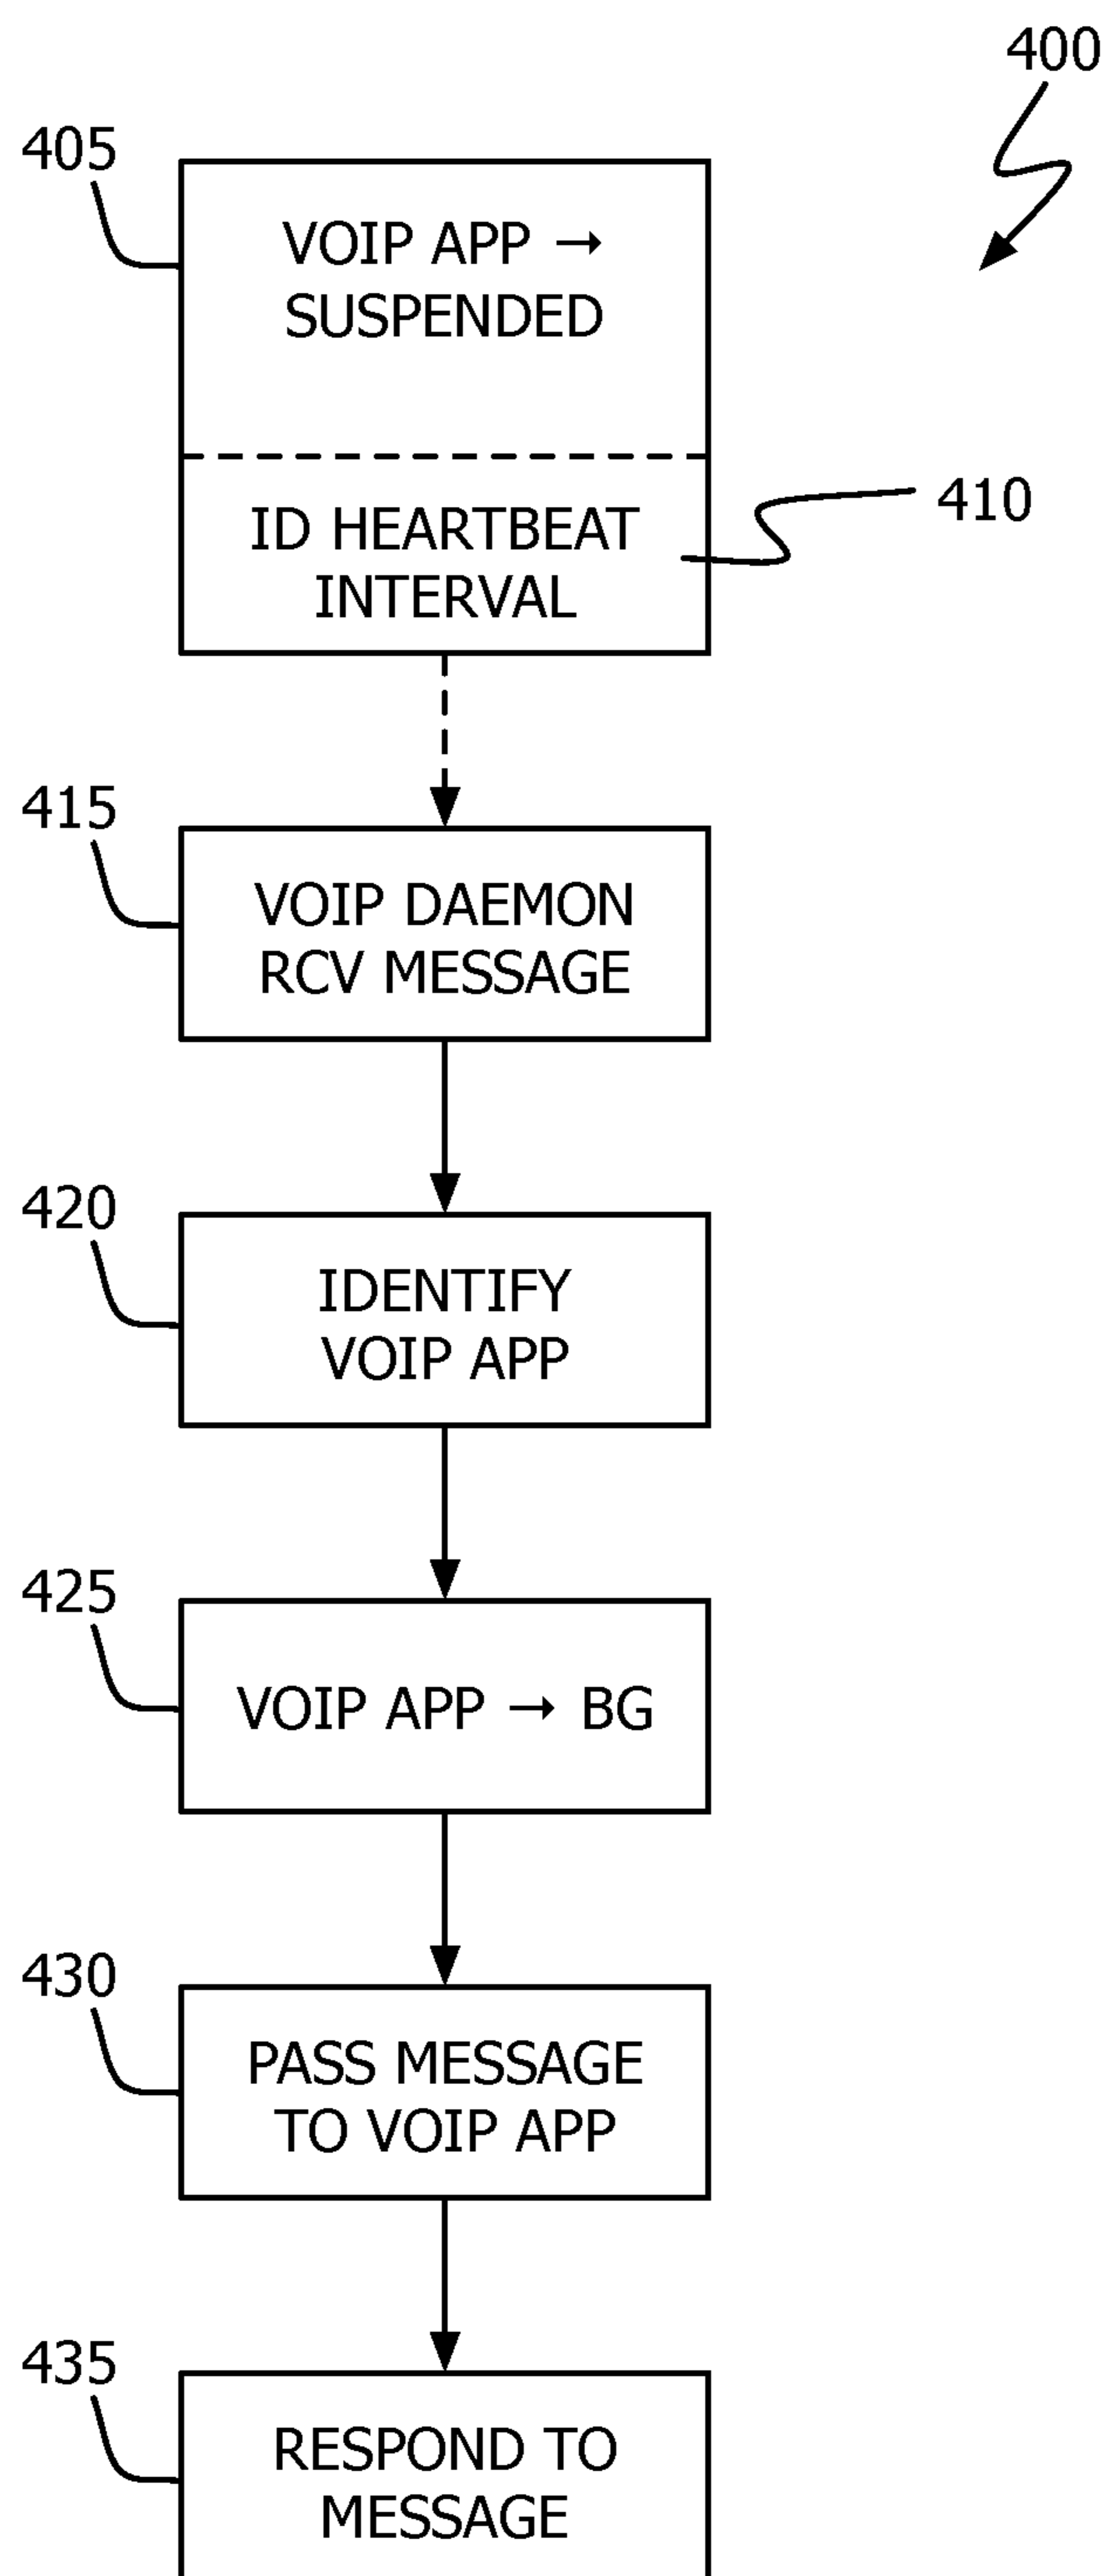 400
405
VOIP APP →
SUSPENDED
ID HEARTBEAT
INTERVAL
410
415
VOIP DAEMON
RCV MESSAGE
420
IDENTIFY
VOIP APP
425
VOIP APP → BG
430
PASS MESSAGE
TO VOIP APP
435
RESPOND TO
MESSAGE